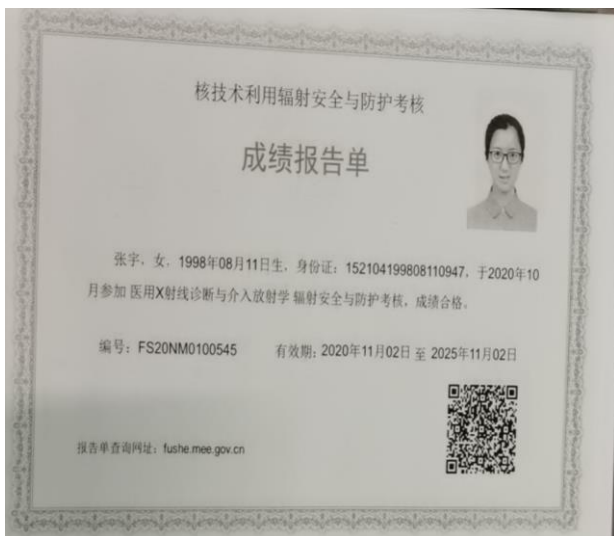 核技术利用辐射安全与防护考核
成绩报告单
张宇，女，1998年08月11日生，身份证：152104199808110947，于2020年10
月参加 医用X射线诊断与介入放射学 辐射安全与防护考核，成绩合格。
编号：FS20NM0100545 有效期：2020年11月02日 至 2025年11月02日
报告单查询网址：fushe.mee.gov.cn